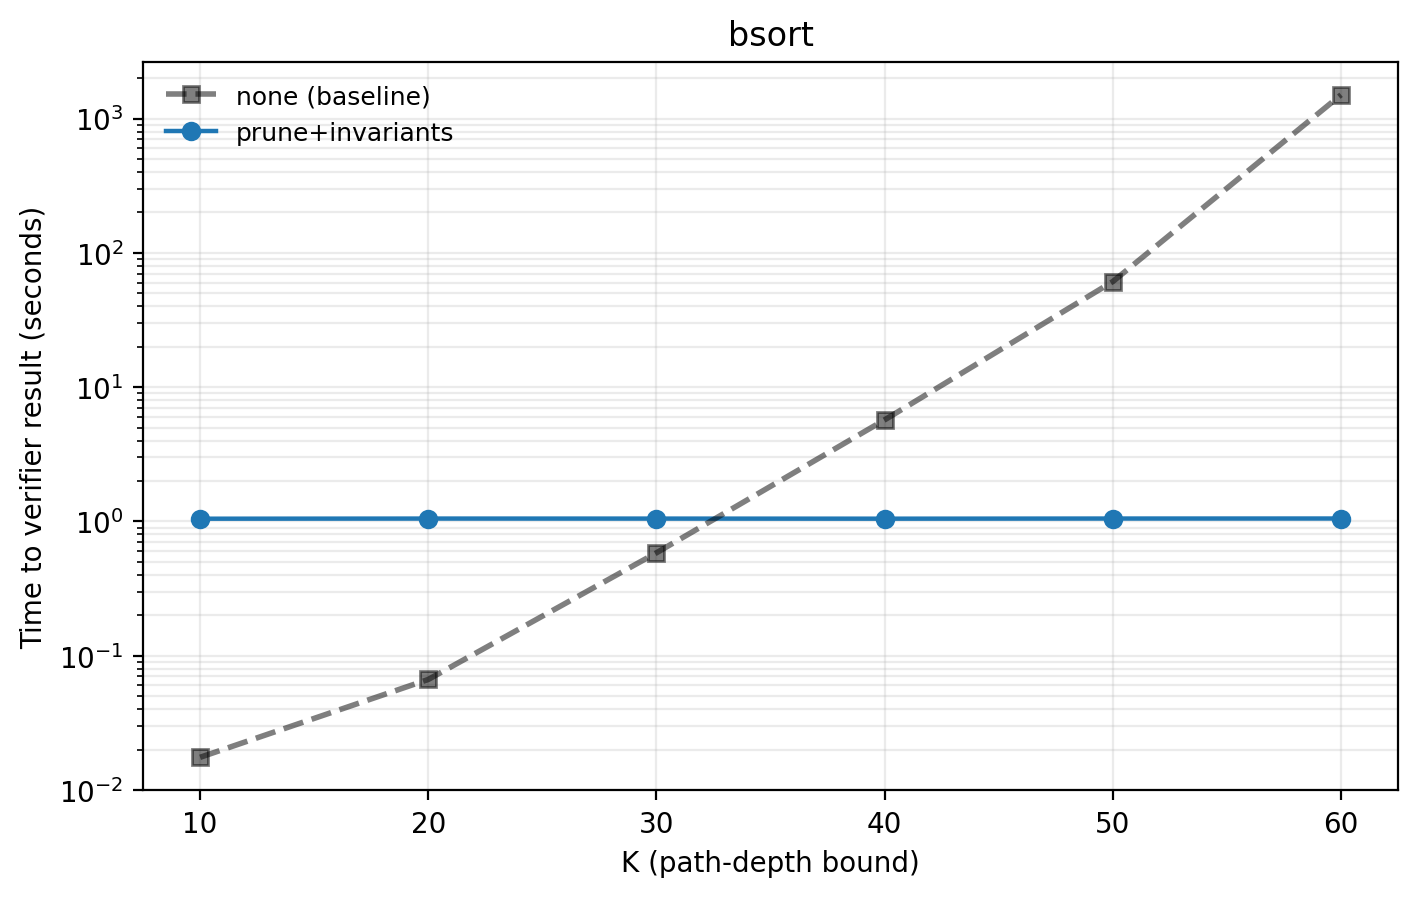 bsort
none (baseline)
prune+invariants
Time to verifier result (seconds)
10³
10²
10¹
10⁰
10⁻¹
10⁻²
10 20 30 40 50 60
K (path-depth bound)